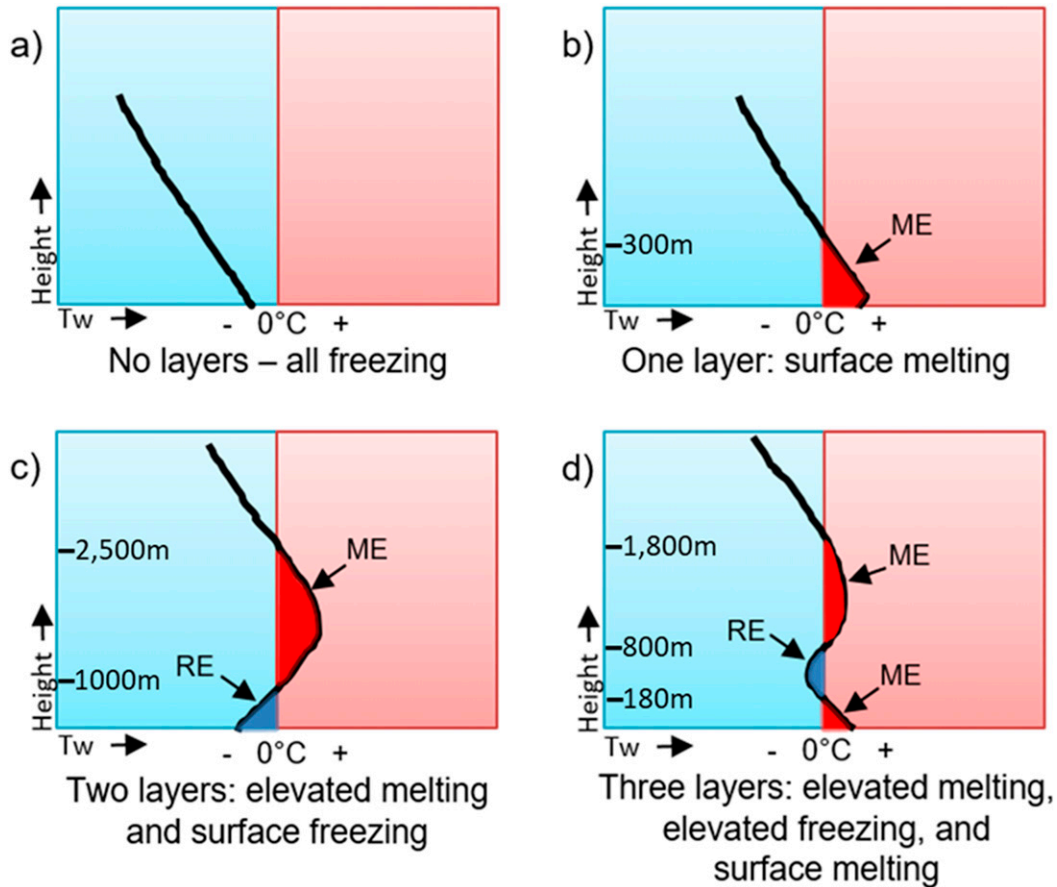 a)
Height →
Tw →
- 0°C +
No layers – all freezing
b)
ME
300m
Height →
Tw →
- 0°C +
One layer: surface melting
c)
2,500m
ME
RE
1000m
Height →
Tw →
- 0°C +
Two layers: elevated melting
and surface freezing
d)
1,800m
ME
RE
800m
ME
180m
Height →
Tw →
- 0°C +
Three layers: elevated melting,
elevated freezing, and
surface melting